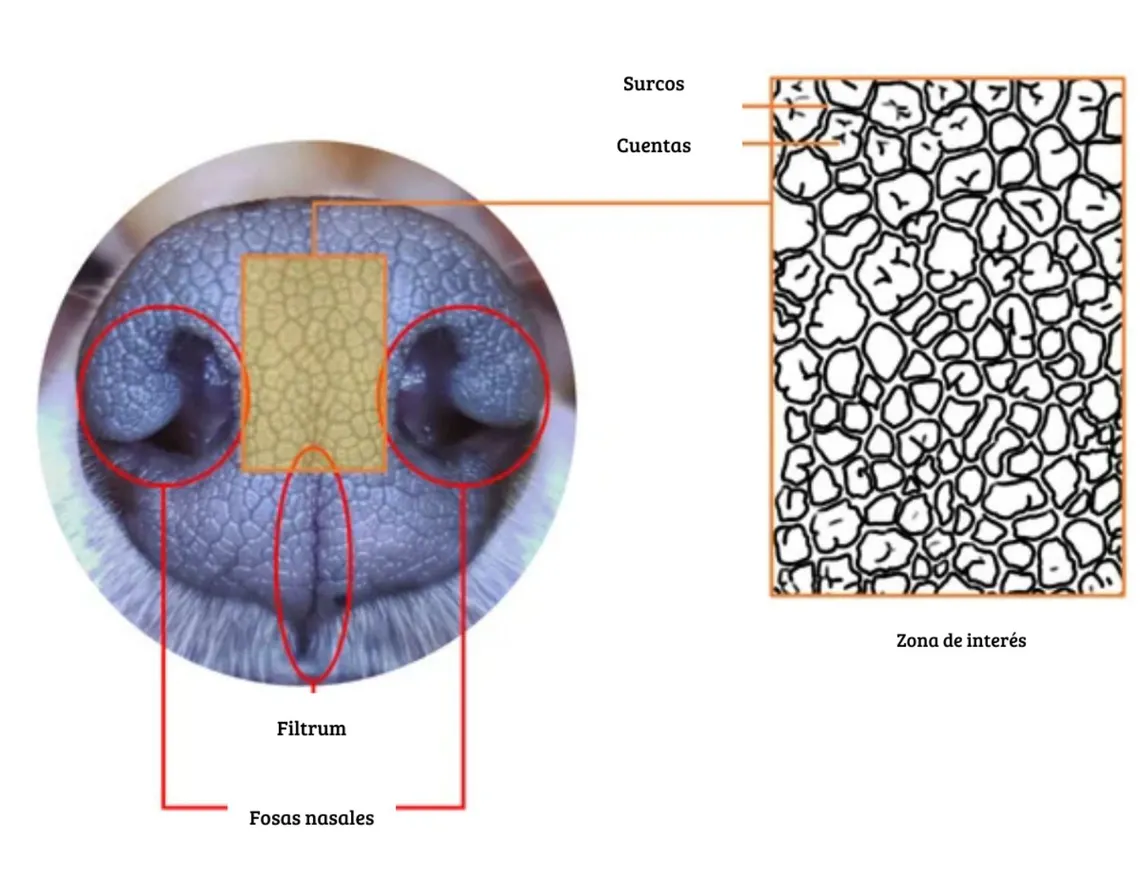 Surcos
Cuentas
Zona de interés
Filtrum
Fosas nasales